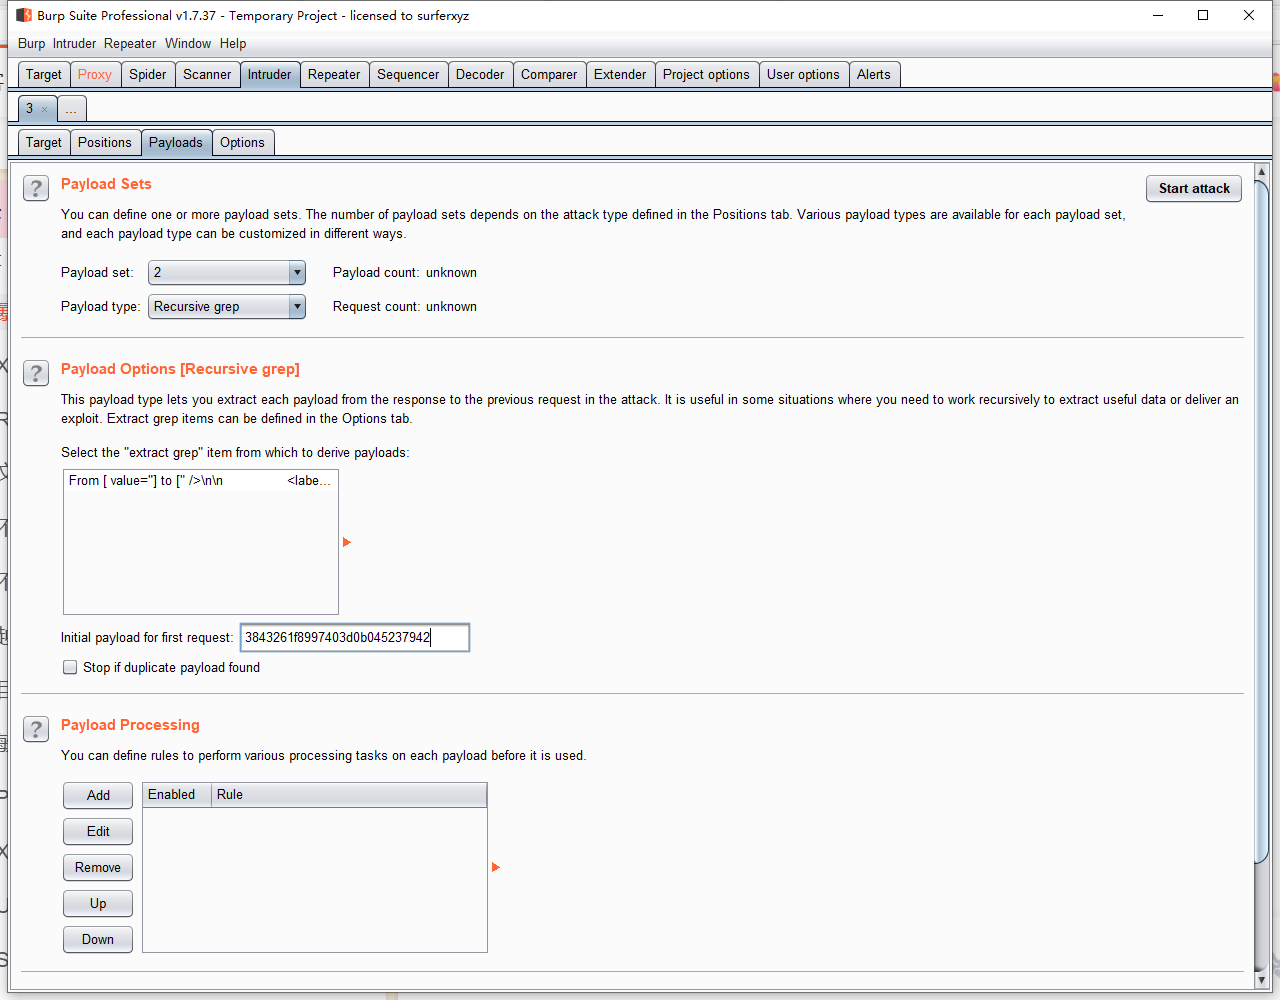 Burp Suite Professional v1.7.37 - Temporary Project - licensed to surferxyz
Burp Intruder Repeater Window Help
Target Proxy Spider Scanner Intruder Repeater Sequencer Decoder Comparer Extender Project options User options Alerts
3 × ...
Target Positions Payloads Options
? Payload Sets Start attack
You can define one or more payload sets. The number of payload sets depends on the attack type defined in the Positions tab. Various payload types are available for each payload set,
and each payload type can be customized in different ways.
Payload set: 2 Payload count: unknown
Payload type: Recursive grep Request count: unknown
? Payload Options [Recursive grep]
This payload type lets you extract each payload from the response to the previous request in the attack. It is useful in some situations where you need to work recursively to extract useful data or deliver an
exploit. Extract grep items can be defined in the Options tab.
Select the "extract grep" item from which to derive payloads:
From [ value="] to [" />\n\n <labe...
Initial payload for first request: 3843261f8997403d0b045237942
Stop if duplicate payload found
? Payload Processing
You can define rules to perform various processing tasks on each payload before it is used.
Add Enabled Rule
Edit
Remove
Up
Down